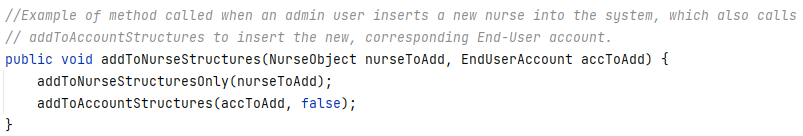 //Example of method called when an admin user inserts a new nurse into the system, which also calls
// addToAccountStructures to insert the new, corresponding End-User account.
public void addToNurseStructures(NurseObject nurseToAdd, EndUserAccount accToAdd) {
    addToNurseStructuresOnly(nurseToAdd);
    addToAccountStructures(accToAdd, false);
}